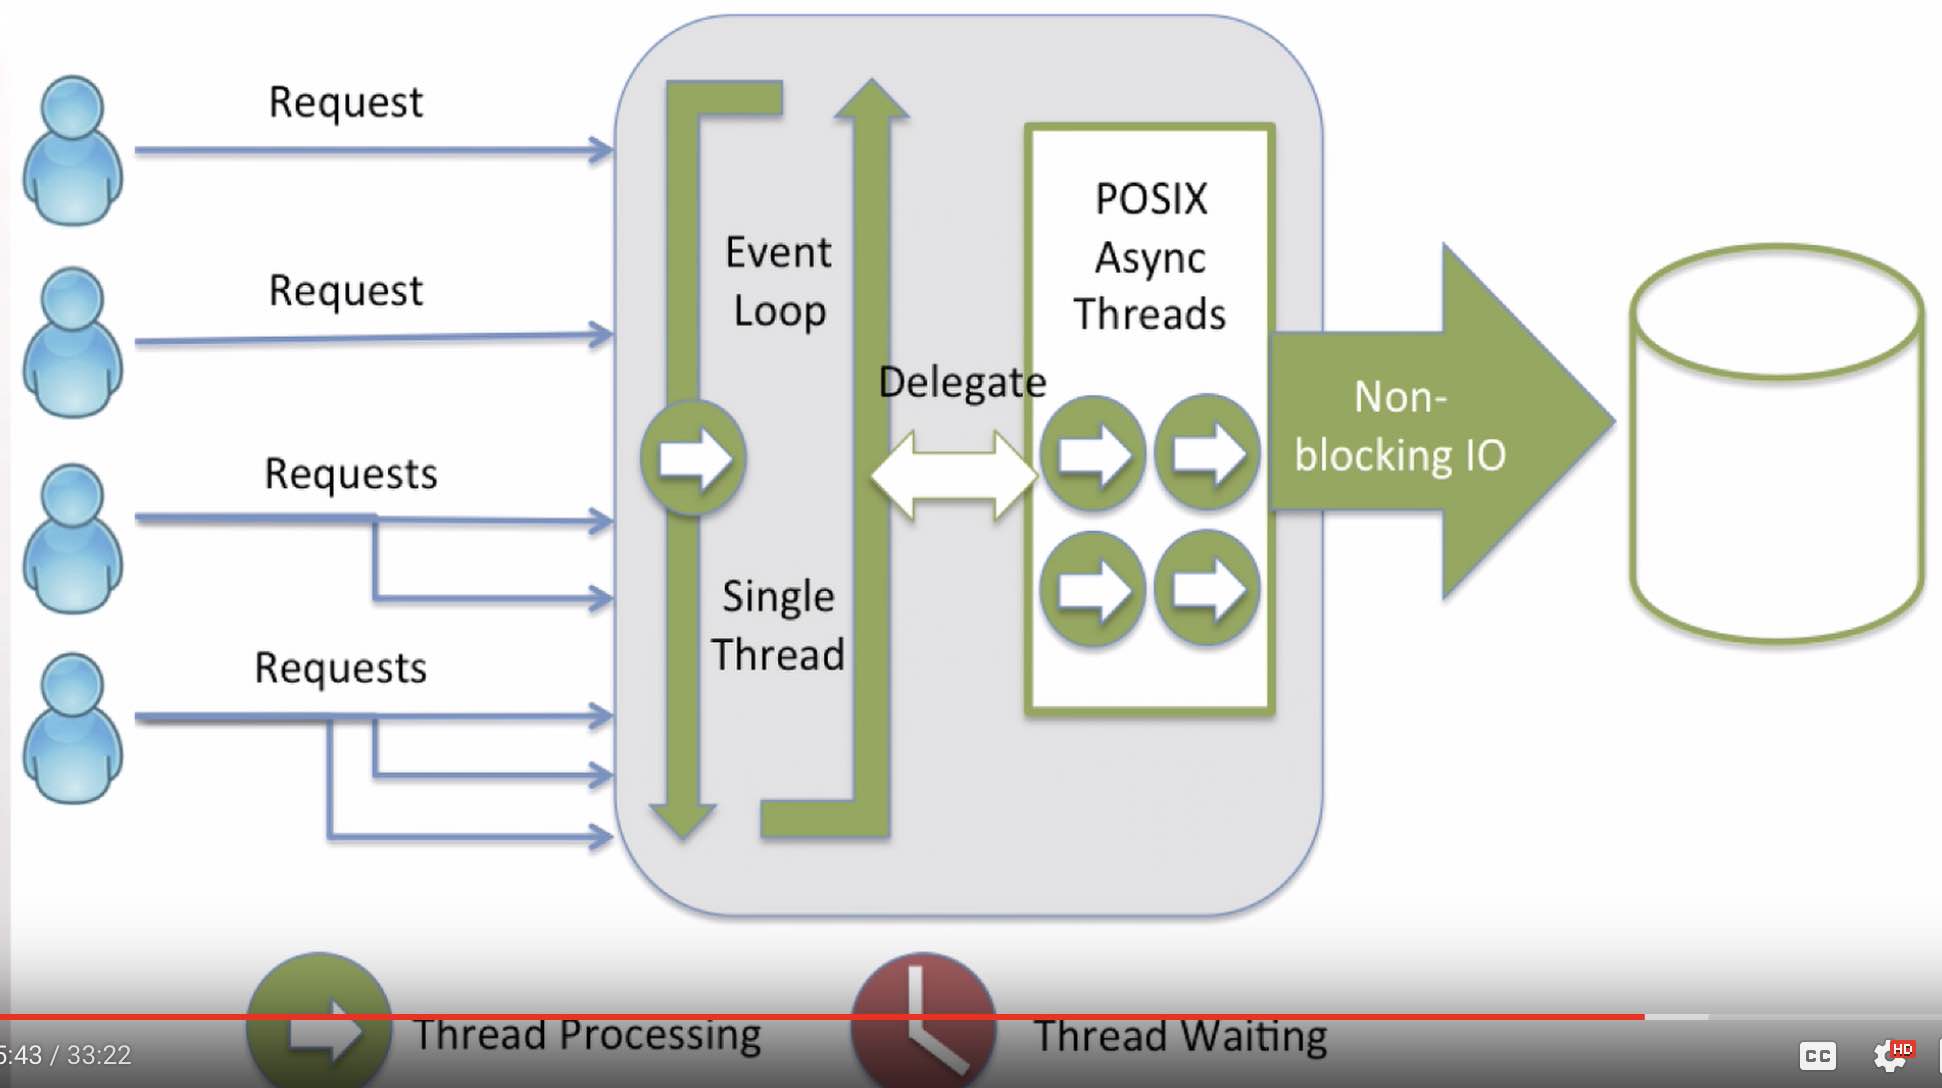 Request
Request
Requests
Requests
Event
Loop
Single
Thread
Delegate
POSIX
Async
Threads
Non-
blocking IO
Thread Processing
Thread Waiting
5:43 / 33:22
CC
HD